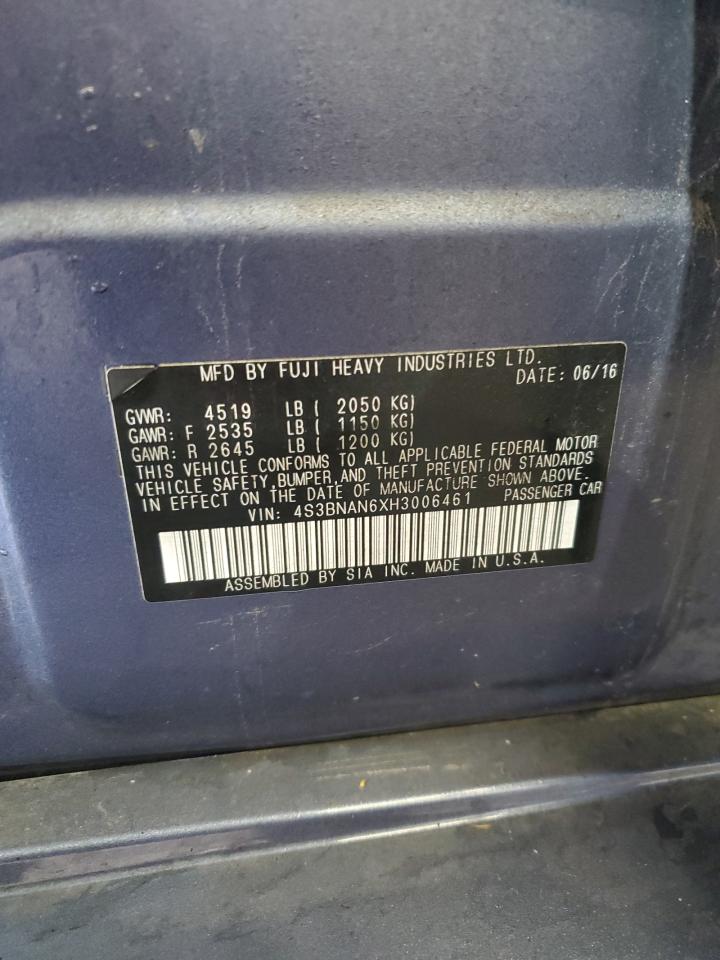 MFD BY FUJI HEAVY INDUSTRIES LTD.
DATE: 06/16
GVWR: 4519 LB ( 2050 KG)
GAWR: F 2535 LB ( 1150 KG)
GAWR: R 2645 LB ( 1200 KG)
THIS VEHICLE CONFORMS TO ALL APPLICABLE FEDERAL MOTOR
VEHICLE SAFETY, BUMPER, AND THEFT PREVENTION STANDARDS
IN EFFECT ON THE DATE OF MANUFACTURE SHOWN ABOVE.
VIN: 4S3BNAN6XH3006461 PASSENGER CAR
ASSEMBLED BY SIA INC. MADE IN U.S.A.